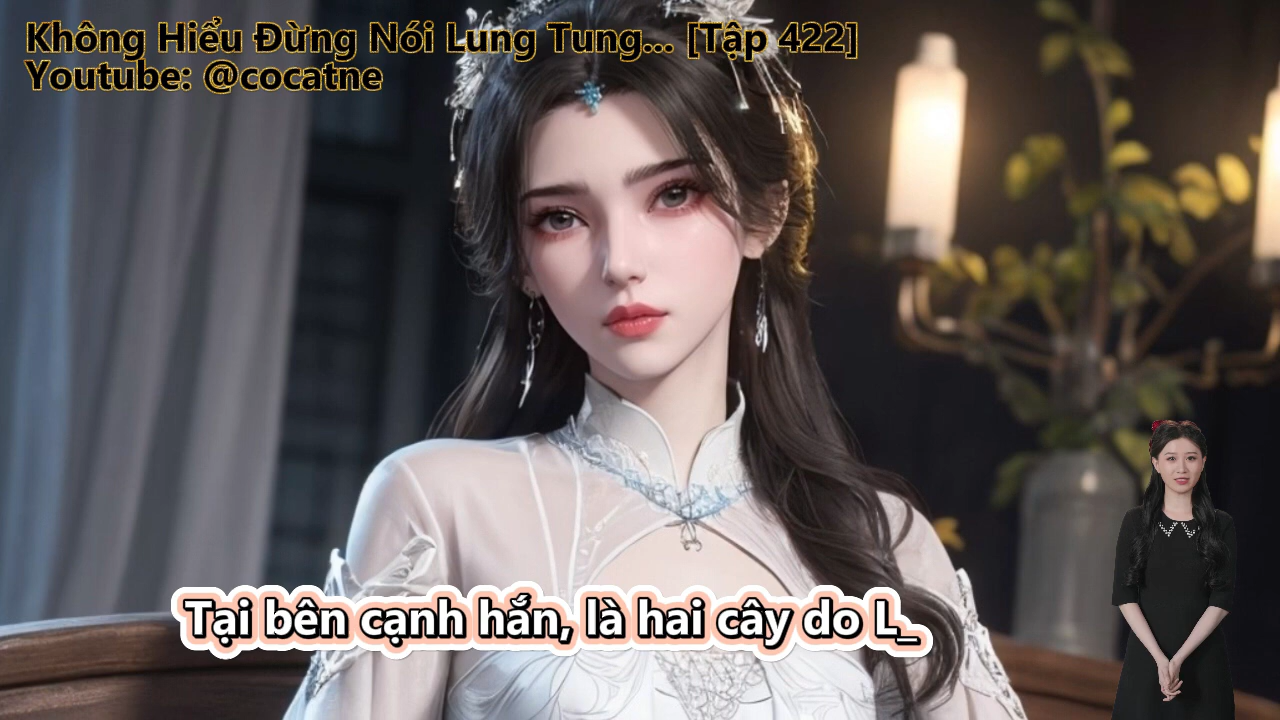 Không Hiểu Đừng Nói Lung Tung... [Tập 422]
Youtube: @cocatne
Tại bên cạnh hắn, là hai cây do L_